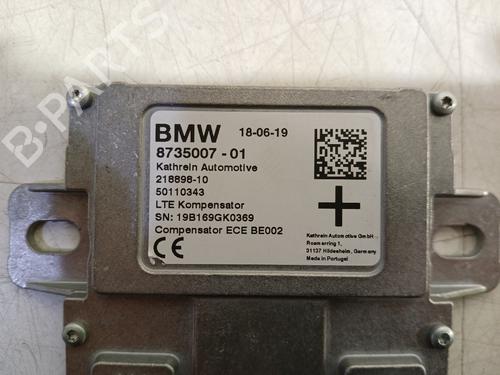 BMW 18-06-19
8735007 - 01
Kathrein Automotive
218898-10
50110343
LTE Kompensator
SN: 19B169GK0369
Compensator ECE BE002
CE
Kathrein Automotive GmbH
Roemerring 1,
31137 Hildesheim, Germany
Made in Portugal
B-PARTS